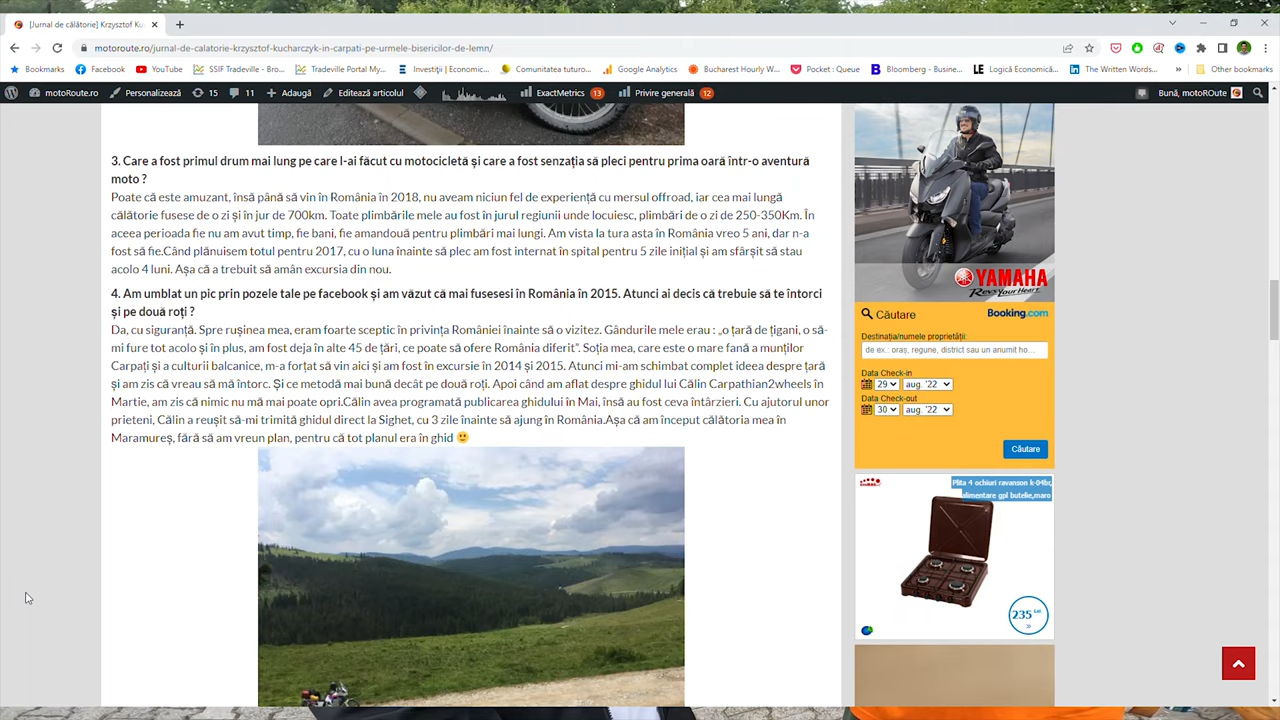 [Jurnal de călătorie] Krzysztof Ku
motoroute.ro/jurnal-de-calatorie-krzysztof-kucharczyk-in-carpati-pe-urmele-bisericilor-de-lemn/
Bookmarks
Facebook
YouTube
SSIF Tradeville - Bro...
Tradeville Portal My...
Investiţii | Economic...
Comunitatea tuturo...
Google Analytics
Bucharest Hourly W...
Pocket : Queue
Bloomberg - Busine...
Logică Economică...
The Written Words...
»
Other bookmarks
motoRoute.ro
Personalizează
15
11
Adaugă
Editează articolul
ExactMetrics 13
Privire generală 12
Bună, motoROute
3. Care a fost primul drum mai lung pe care l-ai făcut cu motocicletă și care a fost senzația să pleci pentru prima oară într-o aventură
moto ?
Poate că este amuzant, însă până să vin în România în 2018, nu aveam niciun fel de experiență cu mersul offroad, iar cea mai lungă
călătorie fusese de o zi și în jur de 700km. Toate plimbările mele au fost în jurul regiunii unde locuiesc, plimbări de o zi de 250-350Km. În
aceea perioada fie nu am avut timp, fie bani, fie amandouă pentru plimbări mai lungi. Am vista la tura asta în România vreo 5 ani, dar n-a
fost să fie.Când plănuisem totul pentru 2017, cu o luna înainte să plec am fost internat în spital pentru 5 zile inițial și am sfârșit să stau
acolo 4 luni. Așa că a trebuit să amân excursia din nou.
4. Am umblat un pic prin pozele tale pe facebook și am văzut că mai fusesesi în România în 2015. Atunci ai decis că trebuie să te întorci
și pe două roți ?
Da, cu siguranță. Spre rușinea mea, eram foarte sceptic în privința României înainte să o vizitez. Gândurile mele erau : „o țară de țigani, o să-
mi fure tot acolo și în plus, am fost deja în alte 45 de țări, ce poate să ofere România diferit”. Soția mea, care este o mare fană a munților
Carpați și a culturii balcanice, m-a forțat să vin aici și am fost în excursie în 2014 și 2015. Atunci mi-am schimbat complet ideea despre țară
și am zis că vreau să mă întorc. Și ce metodă mai bună decât pe două roți. Apoi când am aflat despre ghidul lui Călin Carpathian2wheels în
Martie, am zis că nimic nu mă mai poate opri.Călin avea programată publicarea ghidului în Mai, însă au fost ceva întârzieri. Cu ajutorul unor
prieteni, Călin a reușit să-mi trimită ghidul direct la Sighet, cu 3 zile înainte să ajung în România.Așa că am început călătoria mea în
Maramureș, fără să am vreun plan, pentru că tot planul era în ghid 🙂
YAMAHA
Revs Your Heart
Căutare
Booking.com
Destinația/numele proprietății:
de ex.: oraș, regune, district sau un anumit ho...
Data Check-in
29 aug. '22
Data Check-out
30 aug. '22
Căutare
Plita 4 ochiuri ravanson k-04br,
alimentare gpl butelie,maro
235 Lei
»